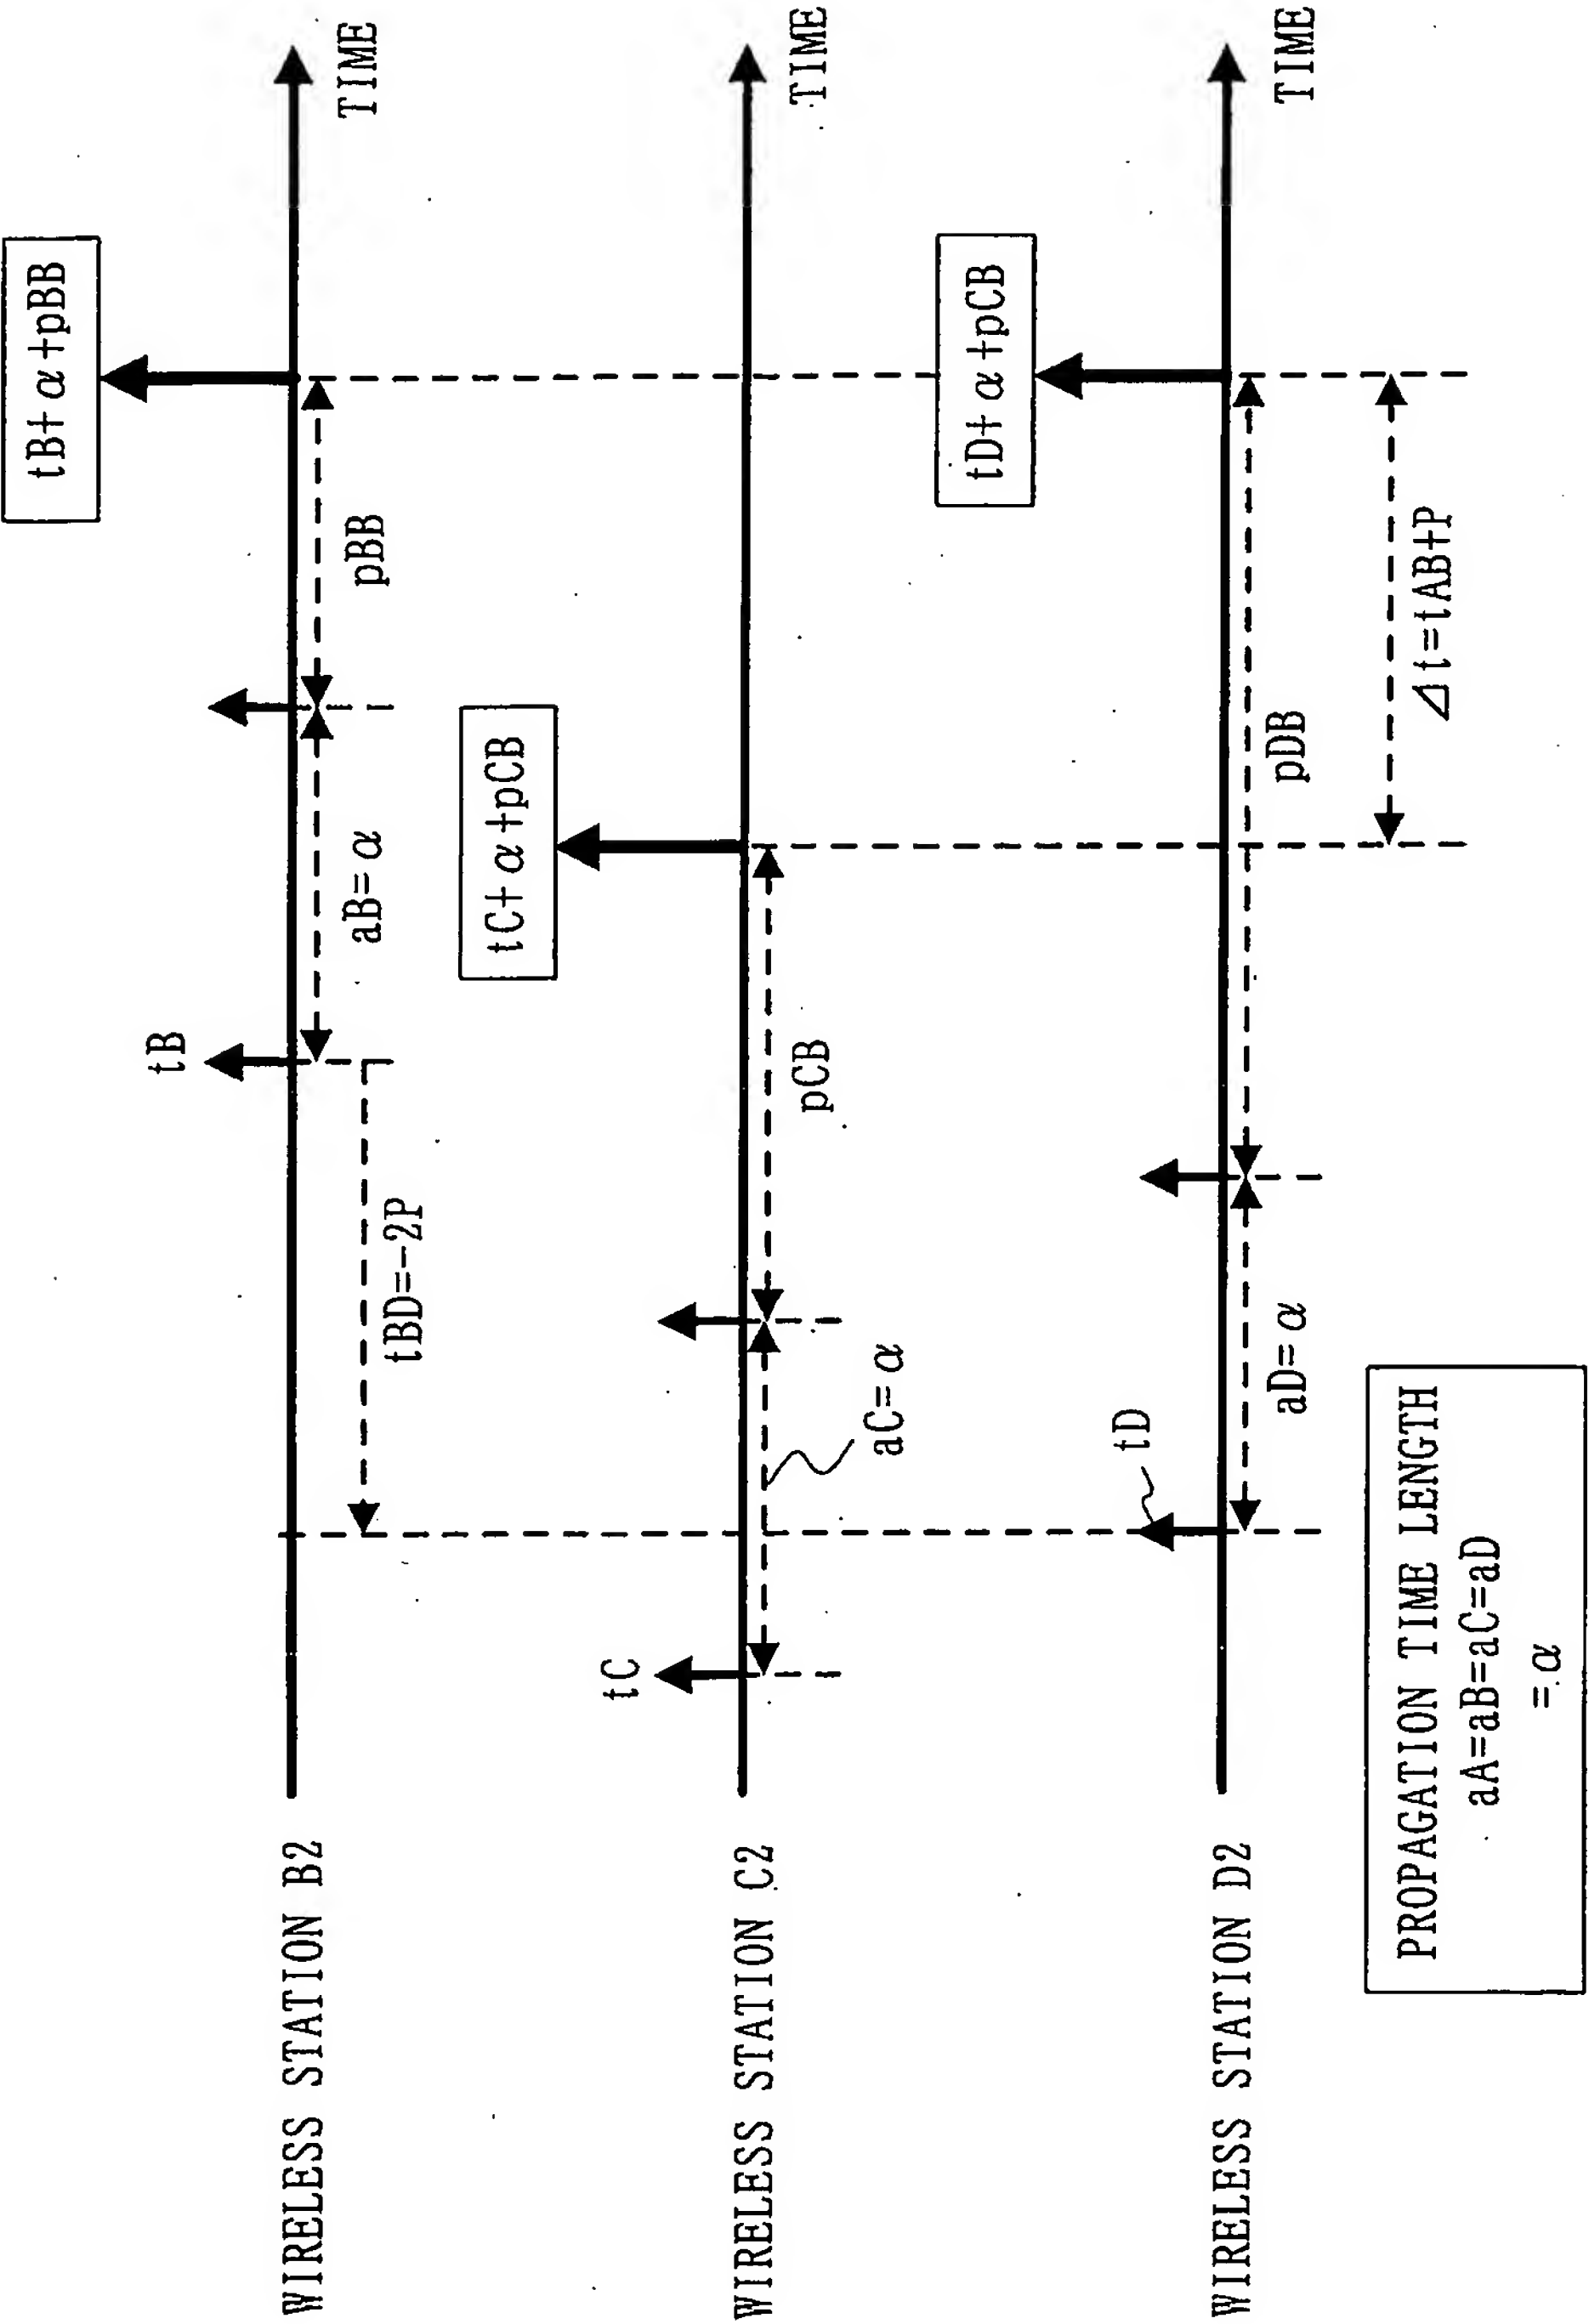 tB+α+pBB
TIME
tB
pBB
aB=α
tBD=-2P
WIRELESS STATION B2
tC+α+pCB
TIME
tC
pCB
aC=α
WIRELESS STATION C2
tD+α+pCB
TIME
tD
pDB
aD=α
WIRELESS STATION D2
Δt=tAB+P
PROPAGATION TIME LENGTH
aA=aB=aC=aD
=α